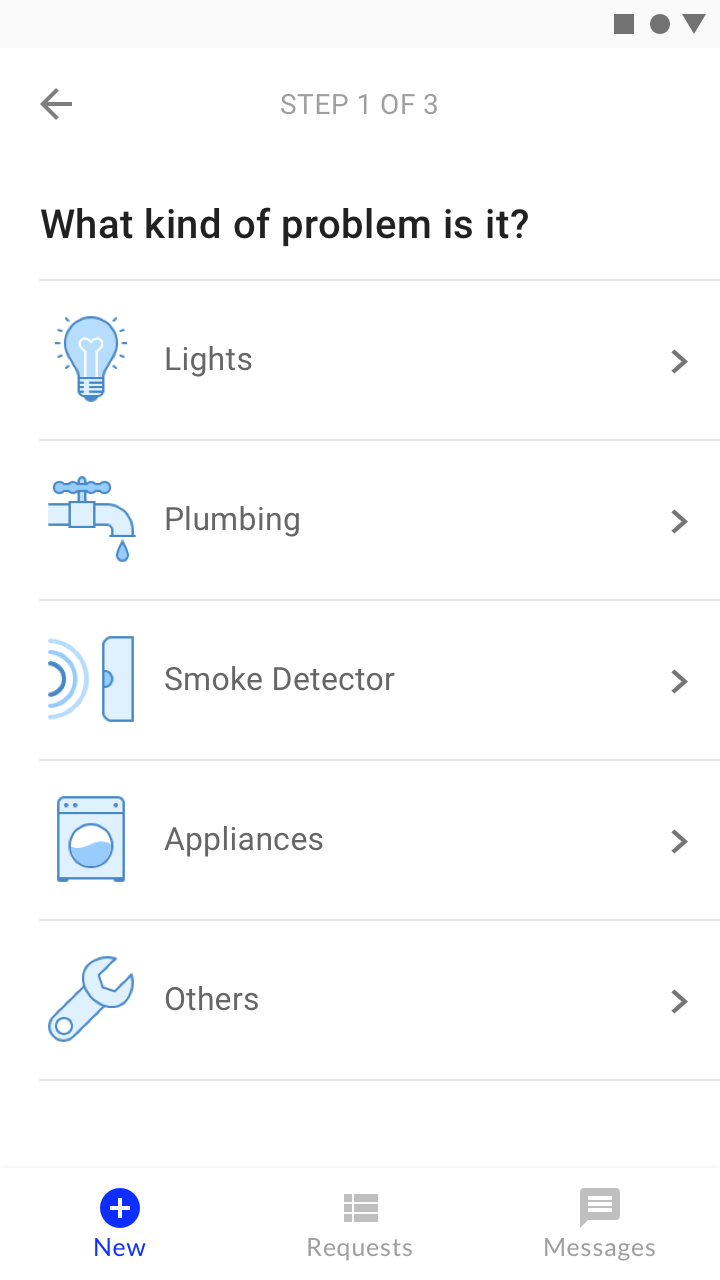 STEP 1 OF 3
What kind of problem is it?
Lights
Plumbing
Smoke Detector
Appliances
Others
New
Requests
Messages